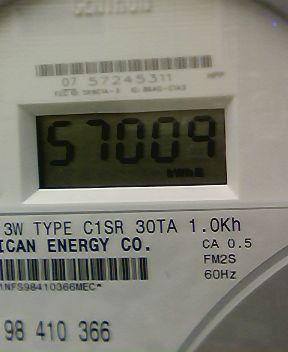 CENTRON
07 57245311
57009
kWh
3W TYPE C1SR 30TA 1.0Kh
ICAN ENERGY CO.
CA 0.5
FM2S
60Hz
1NFS98410366MEC*
98 410 366